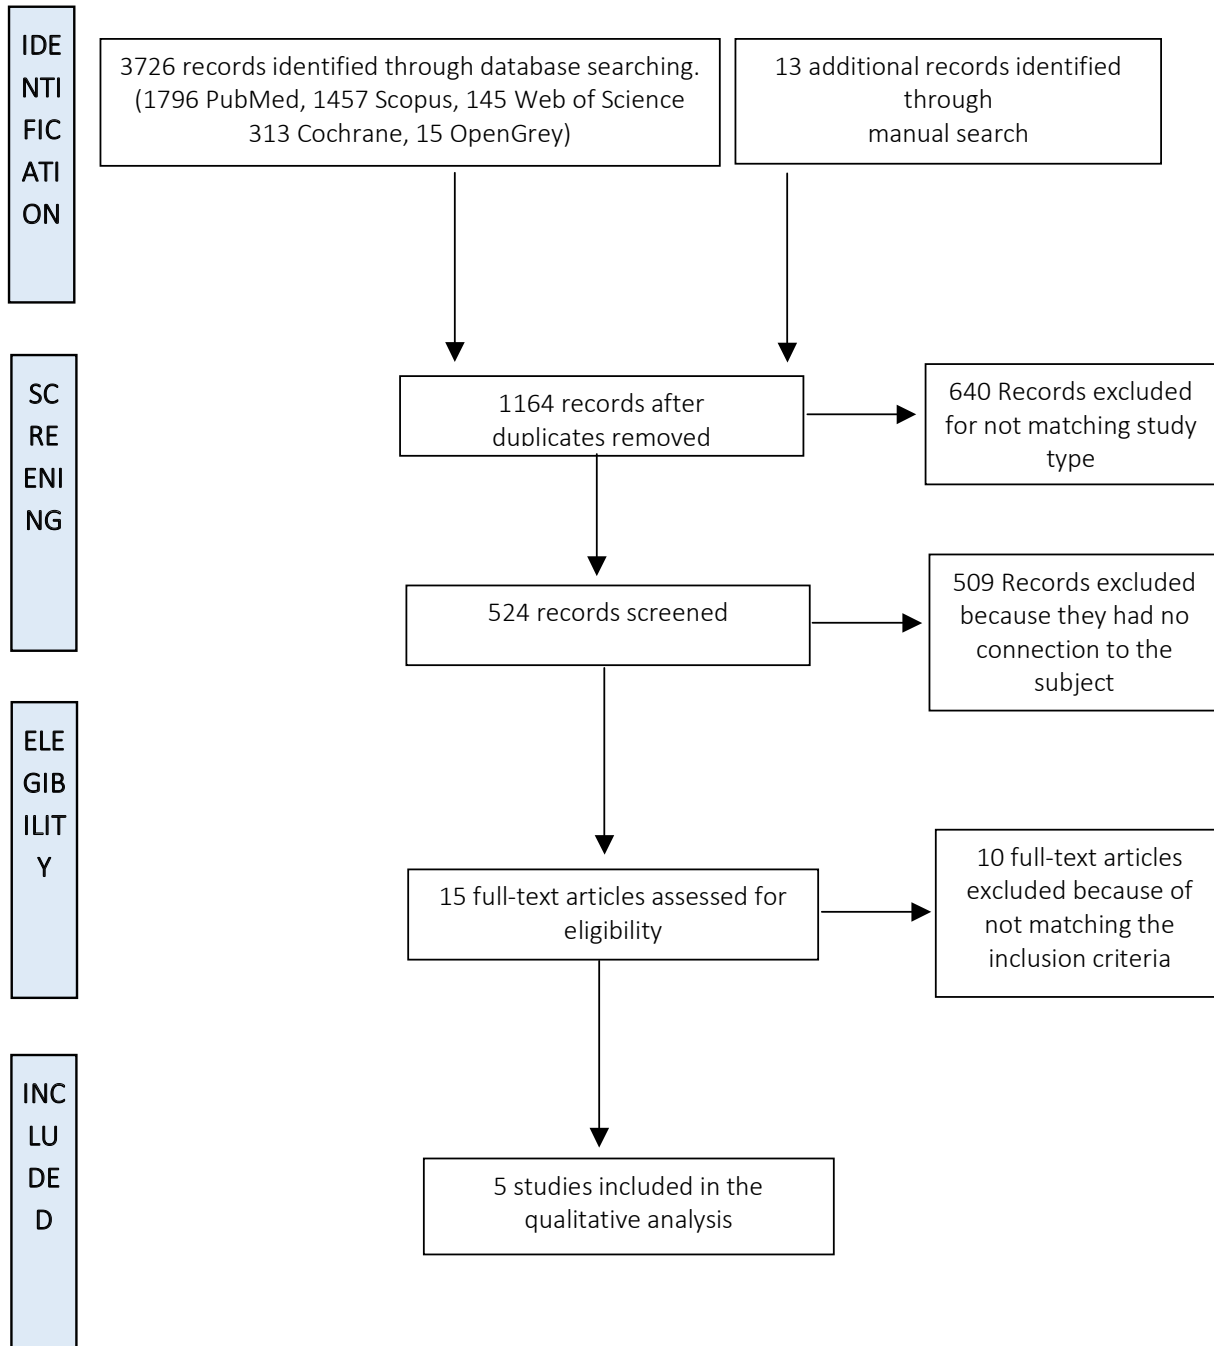 IDE
NTI
FIC
ATI
ON
3726 records identified through database searching.
(1796 PubMed, 1457 Scopus, 145 Web of Science
313 Cochrane, 15 OpenGrey)
13 additional records identified
through
manual search
SC
RE
ENI
NG
1164 records after
duplicates removed
640 Records excluded
for not matching study
type
524 records screened
509 Records excluded
because they had no
connection to the
subject
ELE
GIB
ILIT
Y
15 full-text articles assessed for
eligibility
10 full-text articles
excluded because of
not matching the
inclusion criteria
INC
LU
DE
D
5 studies included in the
qualitative analysis